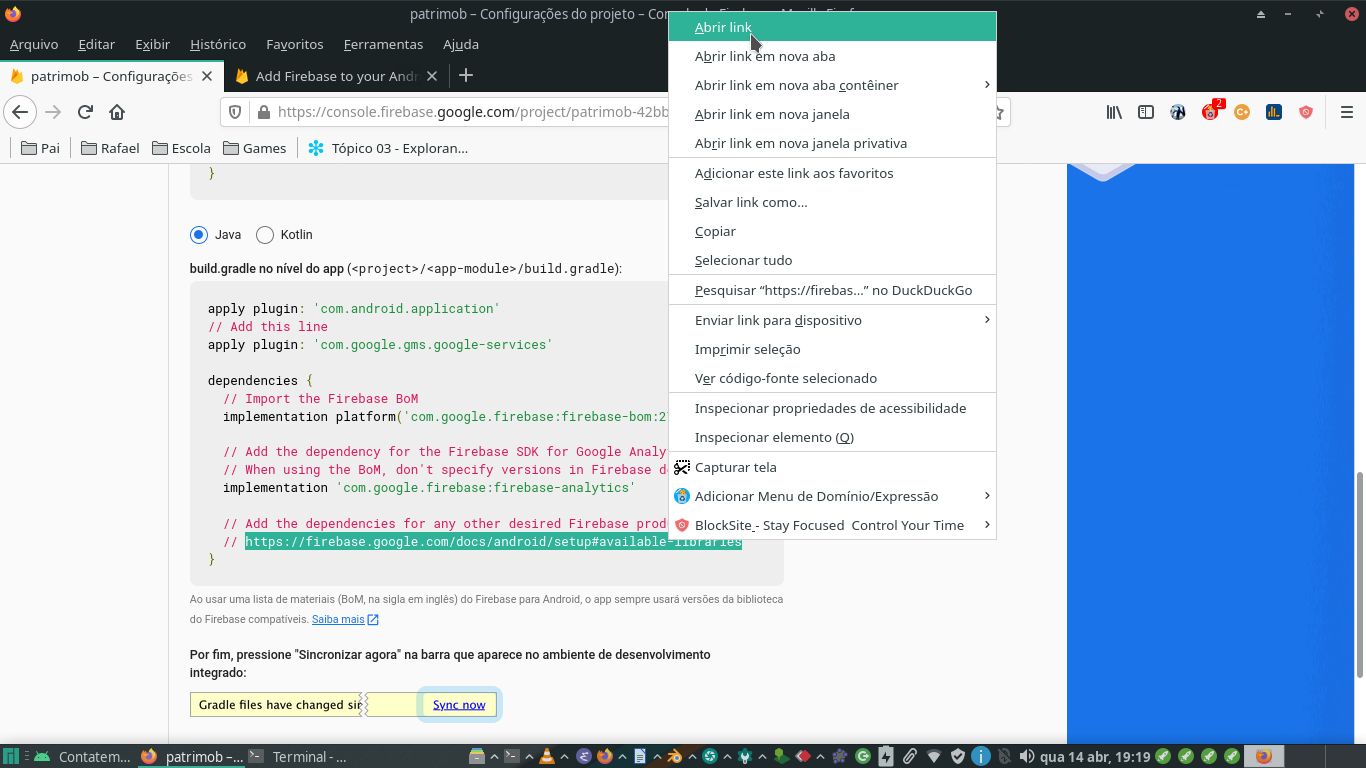 patrimob – Configurações do projeto – Con
Arquivo Editar Exibir Histórico Favoritos Ferramentas Ajuda
patrimob – Configurações
Add Firebase to your Andr
https://console.firebase.google.com/project/patrimob-42bb
2
Pai Rafael Escola Games Tópico 03 - Exploran...
Abrir link
Abrir link em nova aba
Abrir link em nova aba contêiner
Abrir link em nova janela
Abrir link em nova janela privativa
Adicionar este link aos favoritos
Salvar link como...
Copiar
Selecionar tudo
Pesquisar “https://firebas...” no DuckDuckGo
Enviar link para dispositivo
Imprimir seleção
Ver código-fonte selecionado
Inspecionar propriedades de acessibilidade
Inspecionar elemento (Q)
Capturar tela
Adicionar Menu de Domínio/Expressão
BlockSite - Stay Focused Control Your Time
}
Java Kotlin
build.gradle no nível do app (<project>/<app-module>/build.gradle):
apply plugin: 'com.android.application'
// Add this line
apply plugin: 'com.google.gms.google-services'
dependencies {
// Import the Firebase BoM
implementation platform('com.google.firebase:firebase-bom:2
// Add the dependency for the Firebase SDK for Google Analy
// When using the BoM, don't specify versions in Firebase d
implementation 'com.google.firebase:firebase-analytics'
// Add the dependencies for any other desired Firebase prod
// https://firebase.google.com/docs/android/setup#available-libraries
}
Ao usar uma lista de materiais (BoM, na sigla em inglês) do Firebase para Android, o app sempre usará versões da biblioteca
do Firebase compatíveis. Saiba mais
Por fim, pressione "Sincronizar agora" na barra que aparece no ambiente de desenvolvimento
integrado:
Gradle files have changed sin
Sync now
Contatem... patrimob –... Terminal - ... qua 14 abr, 19:19